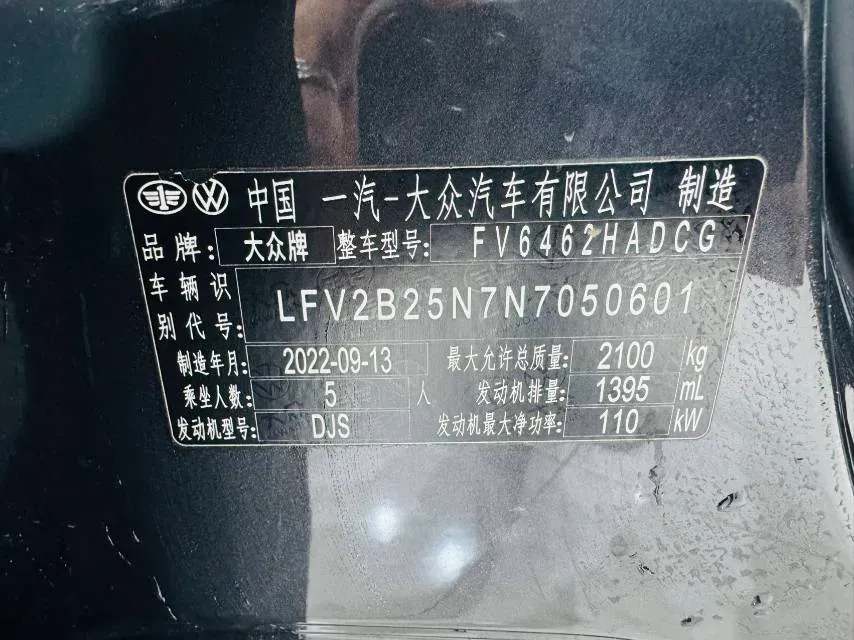 中国 一汽-大众汽车有限公司 制造
品牌: 大众牌 整车型号: FV6462HADCG
车辆识别代号: LFV2B25N7N7050601
制造年月: 2022-09-13 最大允许总质量: 2100 kg
乘坐人数: 5 人 发动机排量: 1395 mL
发动机型号: DJS 发动机最大净功率: 110 kW